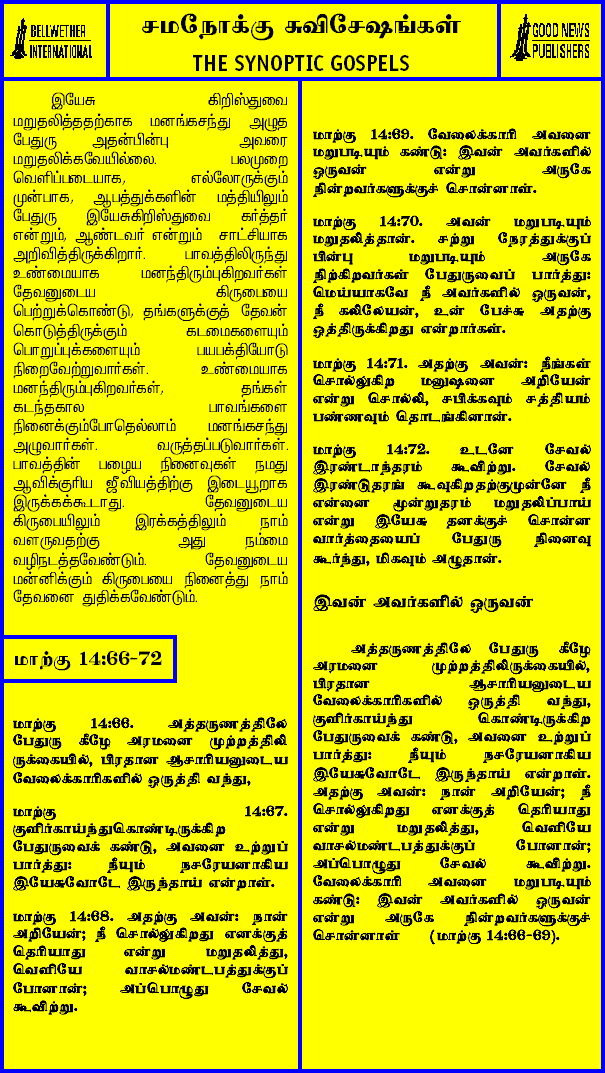 BELLWETHER
INTERNATIONAL
சமநோக்கு சுவிசேஷங்கள்
THE SYNOPTIC GOSPELS
GOOD NEWS
PUBLISHERS
இயேசு கிறிஸ்துவை
மறுதலித்ததற்காக மனங்கசந்து அழுத
பேதுரு அதன்பின்பு அவரை
மறுதலிக்கவேயில்லை. பலமுறை
வெளிப்படையாக, எல்லோருக்கும்
முன்பாக, ஆபத்துக்களின் மத்தியிலும்
பேதுரு இயேசுகிறிஸ்துவை கர்த்தர்
என்றும், ஆண்டவர் என்றும் சாட்சியாக
அறிவித்திருக்கிறார். பாவத்திலிருந்து
உண்மையாக மனந்திரும்புகிறவர்கள்
தேவனுடைய கிருபையை
பெற்றுக்கொண்டு, தங்களுக்குத் தேவன்
கொடுத்திருக்கும் கடமைகளையும்
பொறுப்புக்களையும் பயபக்தியோடு
நிறைவேற்றுவார்கள். உண்மையாக
மனந்திரும்புகிறவர்கள், தங்கள்
கடந்தகால பாவங்களை
நினைக்கும்போதெல்லாம் மனங்கசந்து
அழுவார்கள். வருத்தப்படுவார்கள்.
பாவத்தின் பழைய நினைவுகள் நமது
ஆவிக்குரிய ஜீவியத்திற்கு இடையூறாக
இருக்கக்கூடாது. தேவனுடைய
கிருபையிலும் இரக்கத்திலும் நாம்
வளருவதற்கு அது நம்மை
வழிநடத்தவேண்டும். தேவனுடைய
மன்னிக்கும் கிருபையை நினைத்து நாம்
தேவனை துதிக்கவேண்டும்.
மாற்கு 14:66-72
மாற்கு 14:66. அத்தருணத்திலே
பேதுரு கீழே அரமனை முற்றத்திலி
ருக்கையில், பிரதான ஆசாரியனுடைய
வேலைக்காரிகளில் ஒருத்தி வந்து,
மாற்கு 14:67.
குளிர்காய்ந்துகொண்டிருக்கிற
பேதுருவைக் கண்டு, அவனை உற்றுப்
பார்த்து: நீயும் நசரேயனாகிய
இயேசுவோடே இருந்தாய் என்றாள்.
மாற்கு 14:68. அதற்கு அவன்: நான்
அறியேன்; நீ சொல்லுகிறது எனக்குத்
தெரியாது என்று மறுதலித்து,
வெளியே வாசல்மண்டபத்துக்குப்
போனான்; அப்பொழுது சேவல்
கூவிற்று.
மாற்கு 14:69. வேலைக்காரி அவனை
மறுபடியும் கண்டு: இவன் அவர்களில்
ஒருவன் என்று அருகே
நின்றவர்களுக்குச் சொன்னாள்.
மாற்கு 14:70. அவன் மறுபடியும்
மறுதலித்தான். சற்று நேரத்துக்குப்
பின்பு மறுபடியும் அருகே
நிற்கிறவர்கள் பேதுருவைப் பார்த்து:
மெய்யாகவே நீ அவர்களில் ஒருவன்,
நீ கலிலேயன், உன் பேச்சு அதற்கு
ஒத்திருக்கிறது என்றார்கள்.
மாற்கு 14:71. அதற்கு அவன்: நீங்கள்
சொல்லுகிற மனுஷனை அறியேன்
என்று சொல்லி, சபிக்கவும் சத்தியம்
பண்ணவும் தொடங்கினான்.
மாற்கு 14:72. உடனே சேவல்
இரண்டாந்தரம் கூவிற்று. சேவல்
இரண்டுதரங் கூவுகிறதற்குமுன்னே நீ
என்னை மூன்றுதரம் மறுதலிப்பாய்
என்று இயேசு தனக்குச் சொன்ன
வார்த்தையைப் பேதுரு நினைவு
கூர்ந்து, மிகவும் அழுதான்.
இவன் அவர்களில் ஒருவன்
அத்தருணத்திலே பேதுரு கீழே
அரமனை முற்றத்திலிருக்கையில்,
பிரதான ஆசாரியனுடைய
வேலைக்காரிகளில் ஒருத்தி வந்து,
குளிர்காய்ந்து கொண்டிருக்கிற
பேதுருவைக் கண்டு, அவனை உற்றுப்
பார்த்து: நீயும் நசரேயனாகிய
இயேசுவோடே இருந்தாய் என்றாள்.
அதற்கு அவன்: நான் அறியேன்; நீ
சொல்லுகிறது எனக்குத் தெரியாது
என்று மறுதலித்து, வெளியே
வாசல்மண்டபத்துக்குப் போனான்;
அப்பொழுது சேவல் கூவிற்று.
வேலைக்காரி அவனை மறுபடியும்
கண்டு: இவன் அவர்களில் ஒருவன்
என்று அருகே நின்றவர்களுக்குச்
சொன்னாள் (மாற்கு 14:66-69).